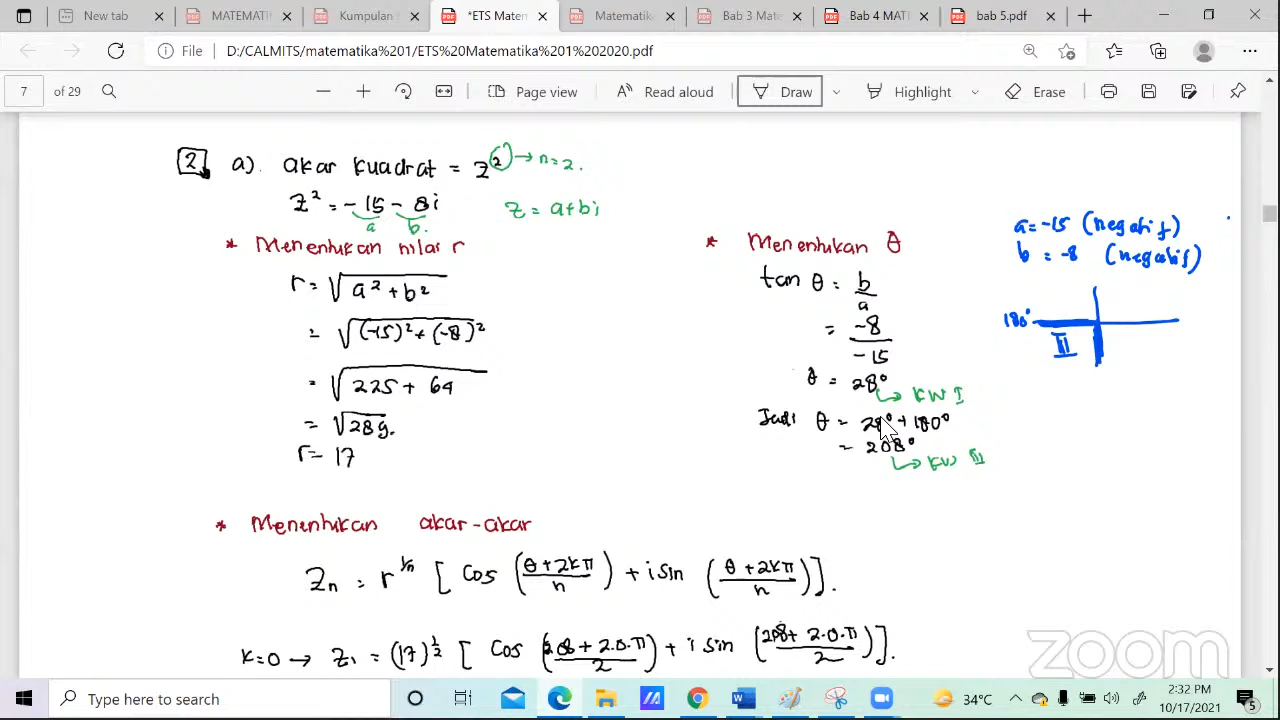 New tab
MATEMATI
Kumpulan
*ETS Matem
Matematik
Bab 3 Mate
Bab 4 MAT
bab 5.pdf
File D:/CALMITS/matematika%201/ETS%20Matematika%201%202020.pdf
7 of 29 Page view Read aloud Draw Highlight Erase
2. a). akar kuadrat = z² → n = 2.
z² = -15 - 8i z = a + bi
a b.
* Menentukan nilai r
r = √a² + b²
= √(-15)² + (-8)²
= √225 + 64
= √289.
r = 17
* Menentukan θ
tan θ = b/a
= -8/-15
θ = 28° → KW I
Jadi θ = 28° + 180°
= 208° → KW III
a = -15 (negatif)
b = -8 (negatif)
180°
III
* Menentukan akar-akar
Zn = r^1/n [ cos (θ + 2kπ / n) + i sin (θ + 2kπ / n)].
k=0 → Z₁ = (17)^1/2 [ cos (208 + 2.0.π / 2) + i sin (208 + 2.0.π / 2)].
zoom
Type here to search
34°C
2:32 PM
10/17/2021
5